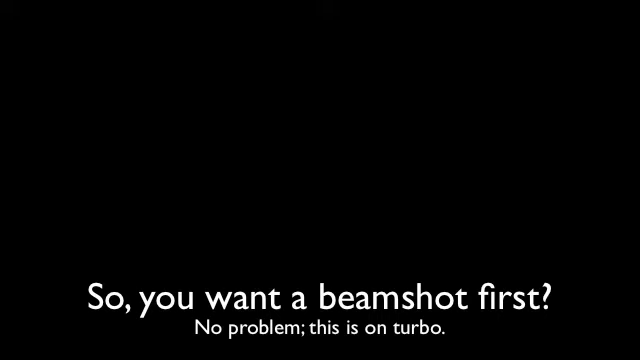 So, you want a beamshot first?
No problem; this is on turbo.